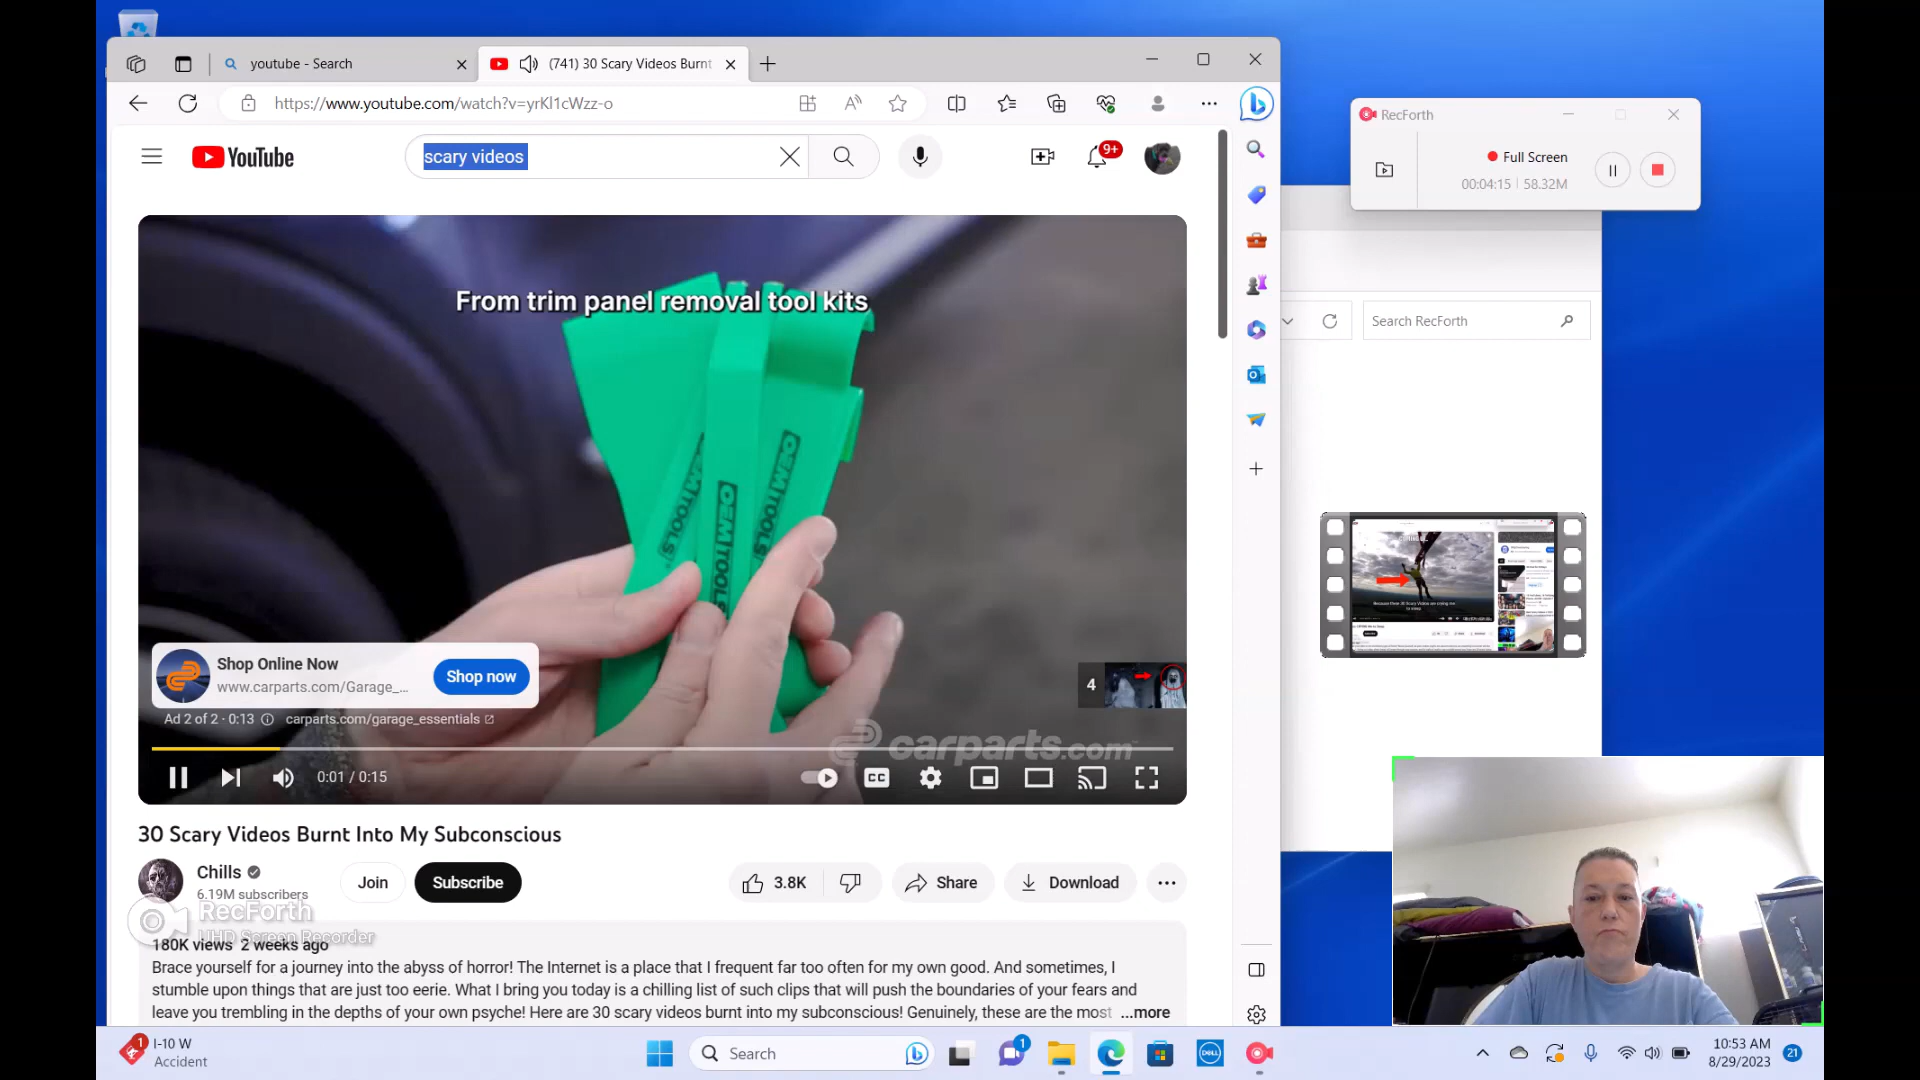 youtube - Search
(741) 30 Scary Videos Burnt
https://www.youtube.com/watch?v=yrKl1cWzz-o
YouTube
scary videos
9+
RecForth
Full Screen
00:04:15 | 58.32M
Search RecForth
From trim panel removal tool kits
OEMTOOLS
OEMTOOLS
OEMTOOLS
Shop Online Now
www.carparts.com/Garage_...
Shop now
Ad 2 of 2 · 0:13
carparts.com/garage_essentials
4
carparts.com
0:01 / 0:15
CC
30 Scary Videos Burnt Into My Subconscious
Chills
6.19M subscribers
Join
Subscribe
3.8K
Share
Download
RecForth
UHD Screen Recorder
180K views 2 weeks ago
Brace yourself for a journey into the abyss of horror! The Internet is a place that I frequent far too often for my own good. And sometimes, I
stumble upon things that are just too eerie. What I bring you today is a chilling list of such clips that will push the boundaries of your fears and
leave you trembling in the depths of your own psyche! Here are 30 scary videos burnt into my subconscious! Genuinely, these are the most ...more
1
I-10 W
Accident
Search
1
DELL
10:53 AM
8/29/2023
21